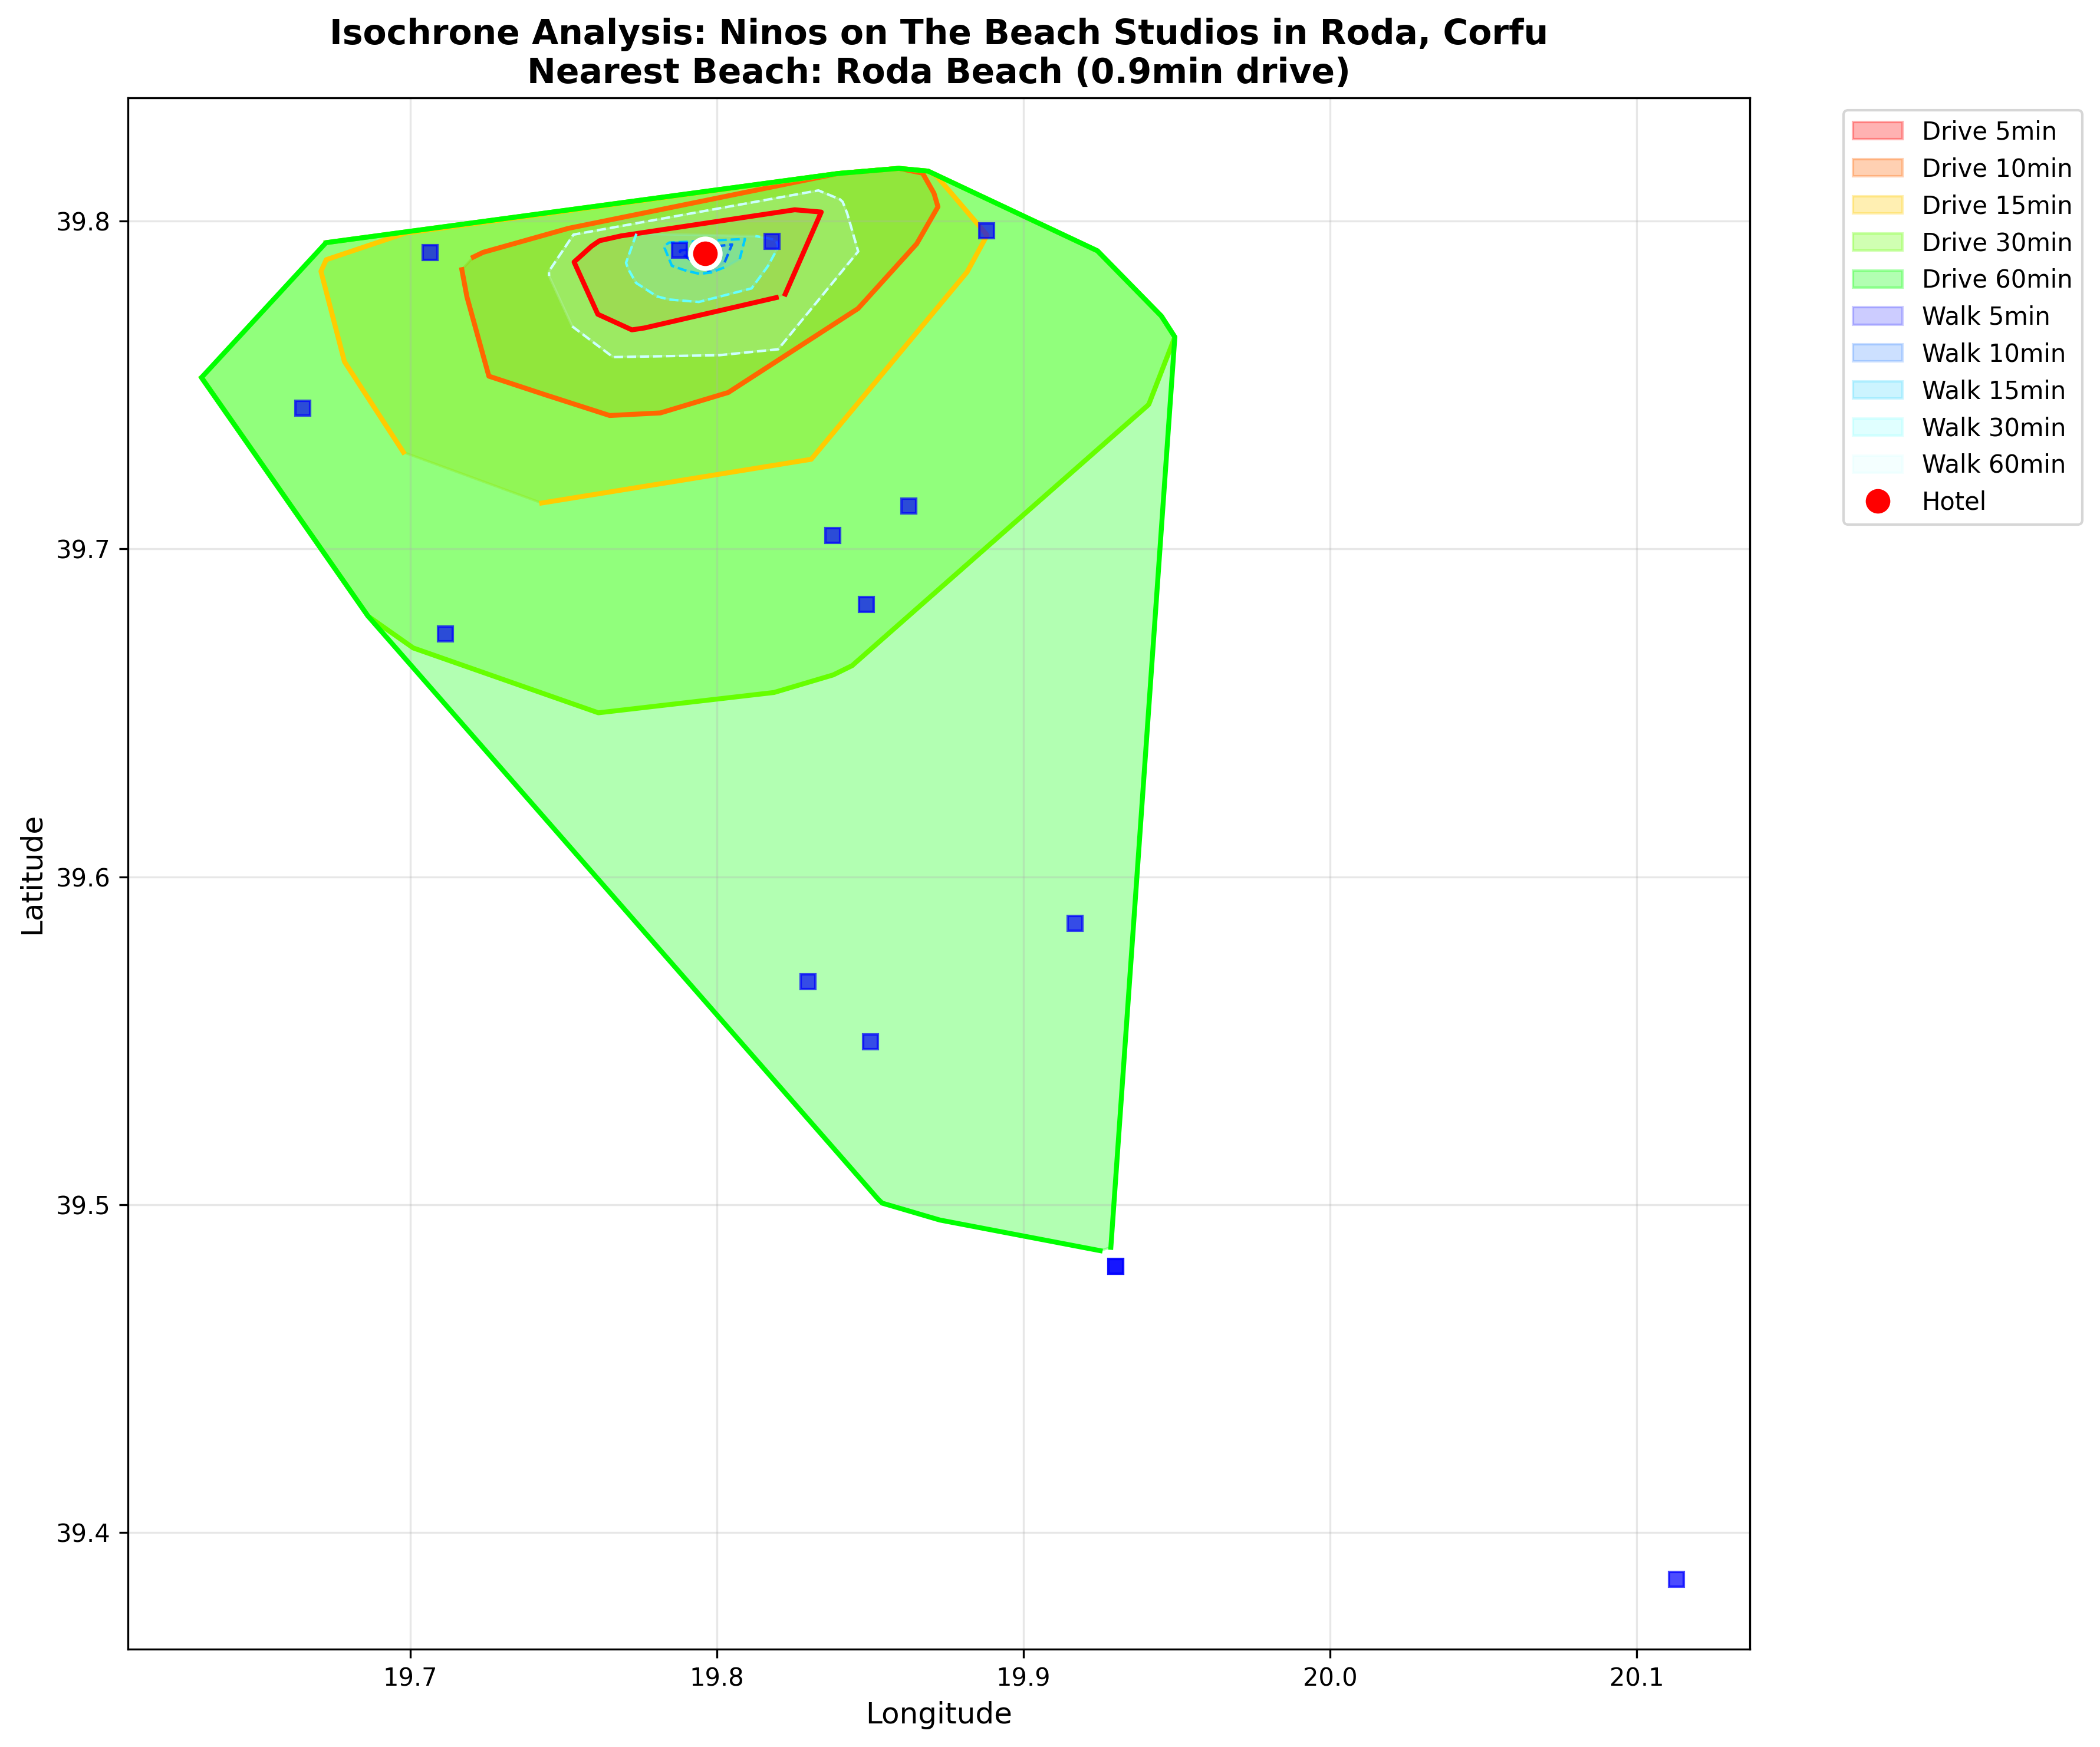 Isochrone Analysis: Ninos on The Beach Studios in Roda, Corfu
Nearest Beach: Roda Beach (0.9min drive)
Drive 5min
Drive 10min
Drive 15min
Drive 30min
Drive 60min
Walk 5min
Walk 10min
Walk 15min
Walk 30min
Walk 60min
Hotel
39.8
39.7
39.6
39.5
39.4
Latitude
19.7
19.8
19.9
20.0
20.1
Longitude